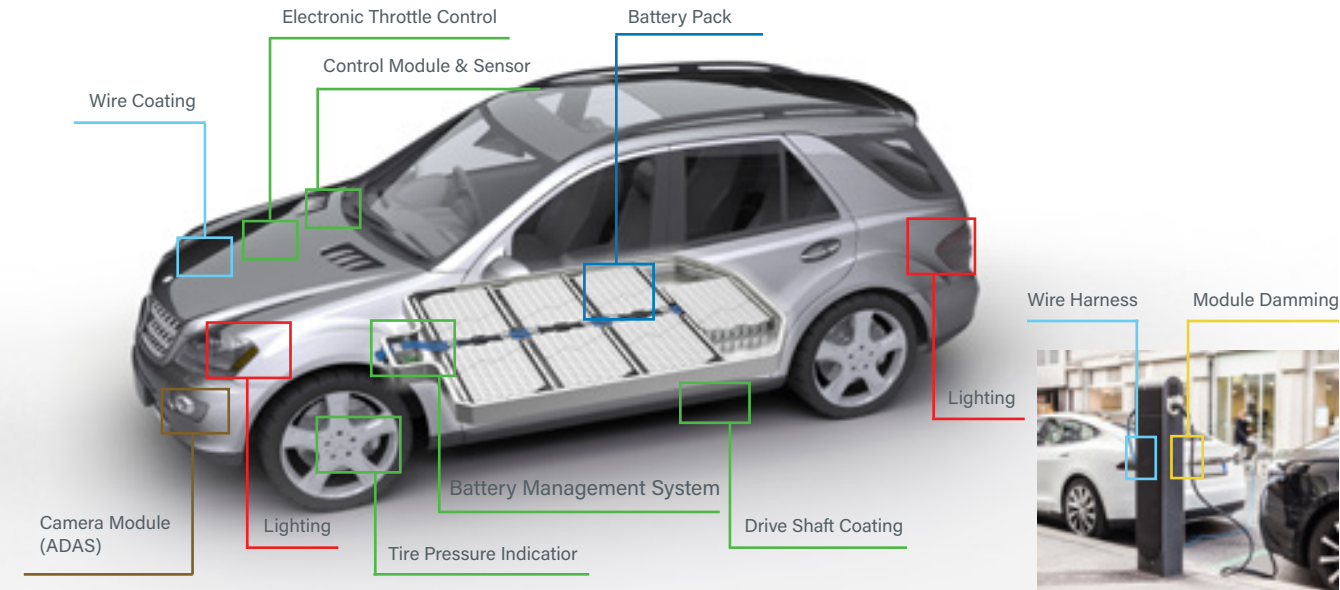 Electronic Throttle Control
Battery Pack
Control Module & Sensor
Wire Coating
Wire Harness
Module Damming
Lighting
Battery Management System
Camera Module
(ADAS)
Lighting
Drive Shaft Coating
Tire Pressure Indicatior